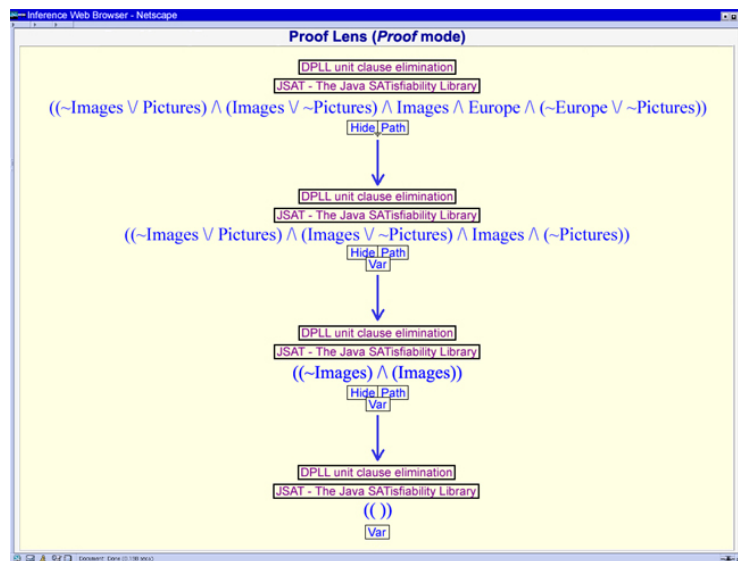 Inference Web Browser - Netscape
Proof Lens (Proof mode)
DPLL unit clause elimination
JSAT - The Java SATisfiability Library
((~Images \/ Pictures) /\ (Images \/ ~Pictures) /\ Images /\ Europe /\ (~Europe \/ ~Pictures))
Hide Path
DPLL unit clause elimination
JSAT - The Java SATisfiability Library
((~Images \/ Pictures) /\ (Images \/ ~Pictures) /\ Images /\ (~Pictures))
Hide Path
Var
DPLL unit clause elimination
JSAT - The Java SATisfiability Library
((~Images) /\ (Images))
Hide Path
Var
DPLL unit clause elimination
JSAT - The Java SATisfiability Library
(( ))
Var
Document: Done